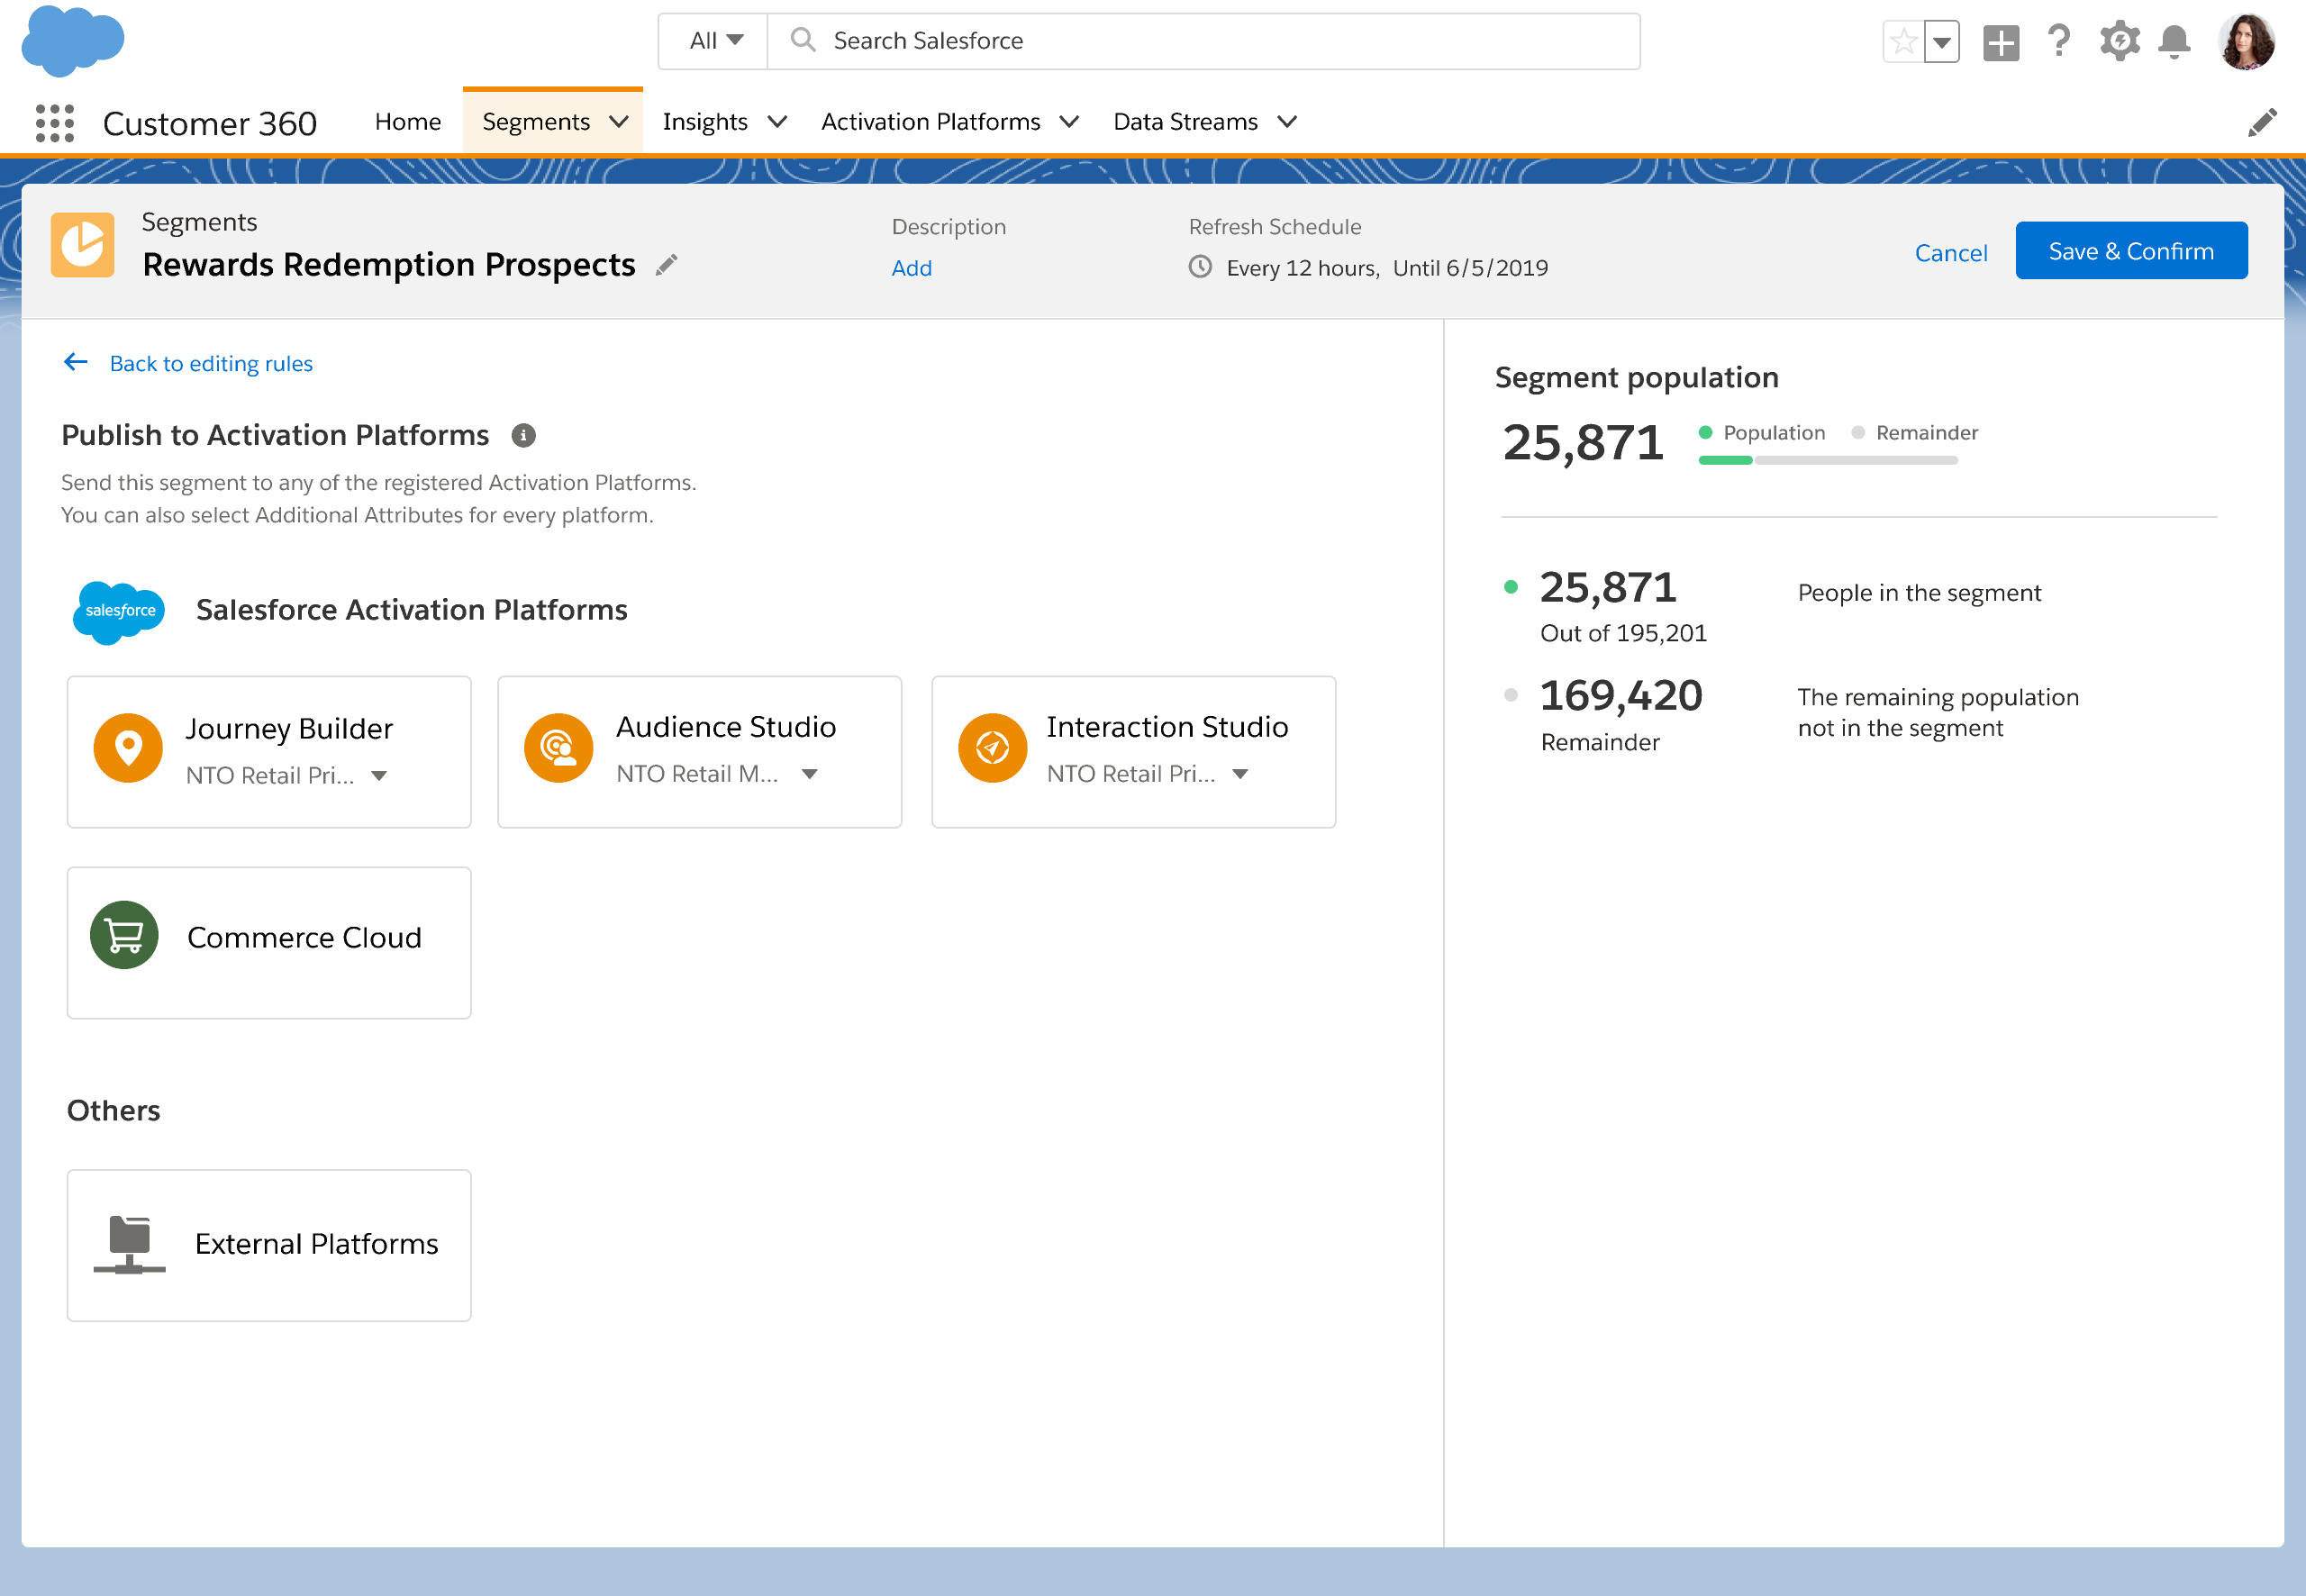 All
Search Salesforce
Customer 360
Home
Segments
Insights
Activation Platforms
Data Streams
Segments
Rewards Redemption Prospects
Description
Add
Refresh Schedule
Every 12 hours, Until 6/5/2019
Cancel
Save & Confirm
Back to editing rules
Publish to Activation Platforms
Send this segment to any of the registered Activation Platforms.
You can also select Additional Attributes for every platform.
salesforce
Salesforce Activation Platforms
Journey Builder
NTO Retail Pri...
Audience Studio
NTO Retail M...
Interaction Studio
NTO Retail Pri...
Commerce Cloud
Others
External Platforms
Segment population
25,871
Population
Remainder
25,871
Out of 195,201
People in the segment
169,420
Remainder
The remaining population
not in the segment